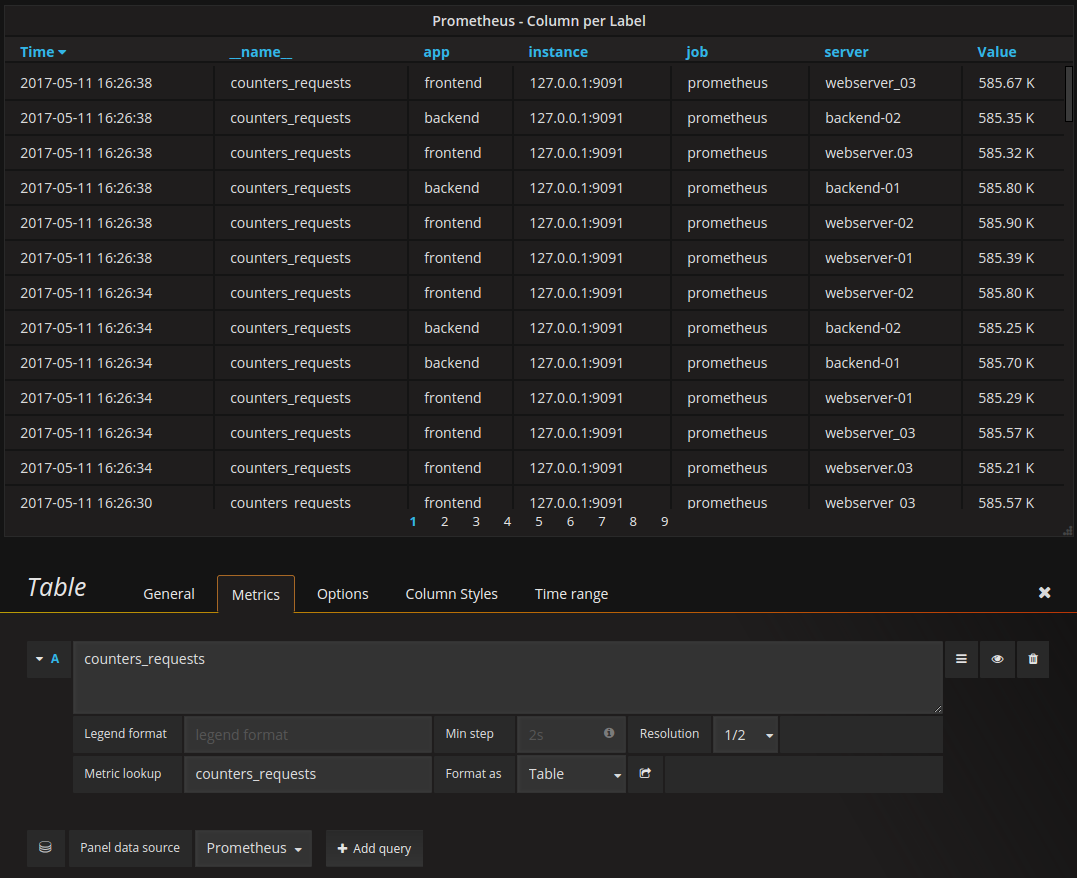 Prometheus - Column per Label
Time __name__ app instance job server Value
2017-05-11 16:26:38 counters_requests frontend 127.0.0.1:9091 prometheus webserver_03 585.67 K
2017-05-11 16:26:38 counters_requests backend 127.0.0.1:9091 prometheus backend-02 585.35 K
2017-05-11 16:26:38 counters_requests frontend 127.0.0.1:9091 prometheus webserver.03 585.32 K
2017-05-11 16:26:38 counters_requests backend 127.0.0.1:9091 prometheus backend-01 585.80 K
2017-05-11 16:26:38 counters_requests frontend 127.0.0.1:9091 prometheus webserver-02 585.90 K
2017-05-11 16:26:38 counters_requests frontend 127.0.0.1:9091 prometheus webserver-01 585.39 K
2017-05-11 16:26:34 counters_requests frontend 127.0.0.1:9091 prometheus webserver-02 585.80 K
2017-05-11 16:26:34 counters_requests backend 127.0.0.1:9091 prometheus backend-02 585.25 K
2017-05-11 16:26:34 counters_requests backend 127.0.0.1:9091 prometheus backend-01 585.70 K
2017-05-11 16:26:34 counters_requests frontend 127.0.0.1:9091 prometheus webserver-01 585.29 K
2017-05-11 16:26:34 counters_requests frontend 127.0.0.1:9091 prometheus webserver_03 585.57 K
2017-05-11 16:26:34 counters_requests frontend 127.0.0.1:9091 prometheus webserver.03 585.21 K
2017-05-11 16:26:30 counters_requests frontend 127.0.0.1:9091 prometheus webserver_03 585.57 K
1 2 3 4 5 6 7 8 9
Table General Metrics Options Column Styles Time range
A counters_requests
Legend format legend format Min step 2s Resolution 1/2
Metric lookup counters_requests Format as Table
Panel data source Prometheus Add query